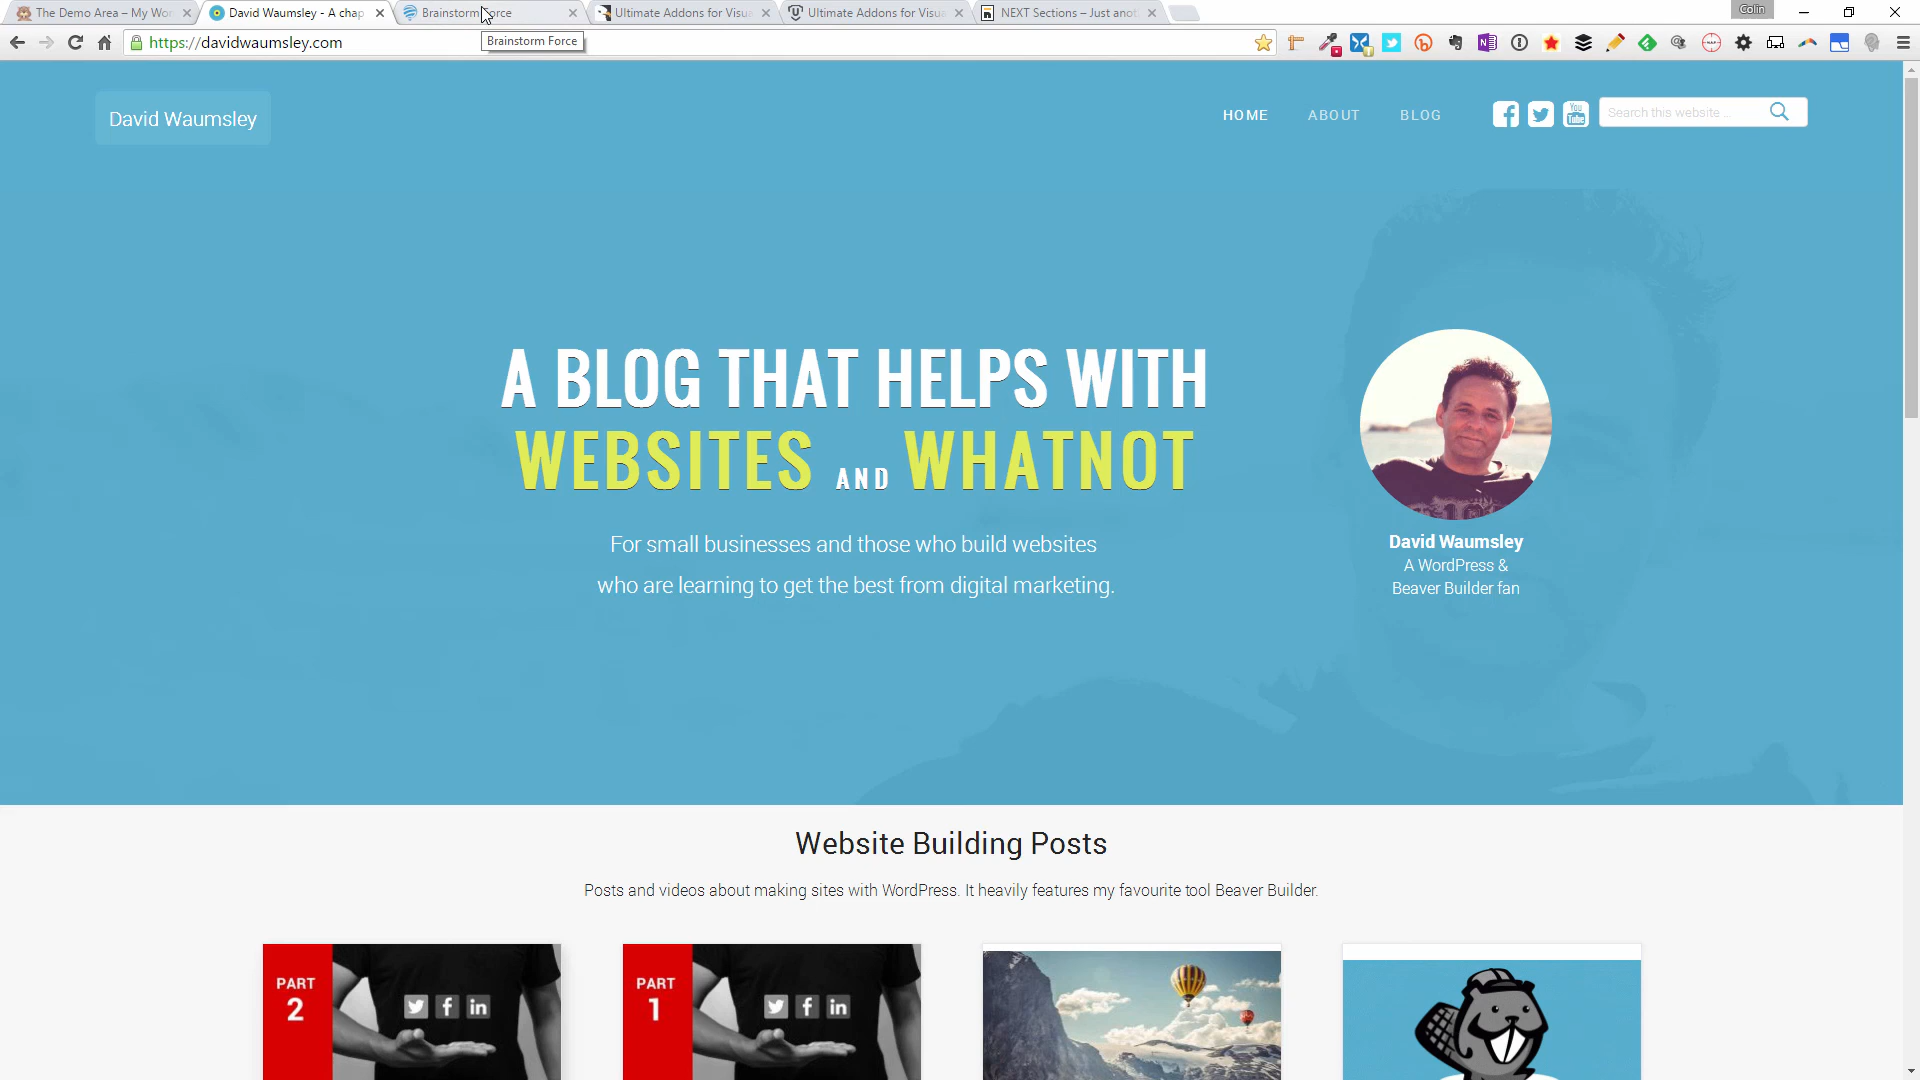 The Demo Area – My Wor
David Waumsley - A chap
Brainstorm Force
Ultimate Addons for Visu
Ultimate Addons for Visua
NEXT Sections – Just anot
Colin
https://davidwaumsley.com
Brainstorm Force
David Waumsley
HOME
ABOUT
BLOG
You
Tube
Search this website ...
A BLOG THAT HELPS WITH
WEBSITES AND WHATNOT
For small businesses and those who build websites
who are learning to get the best from digital marketing.
David Waumsley
A WordPress &
Beaver Builder fan
Website Building Posts
Posts and videos about making sites with WordPress. It heavily features my favourite tool Beaver Builder.
PART
2
PART
1